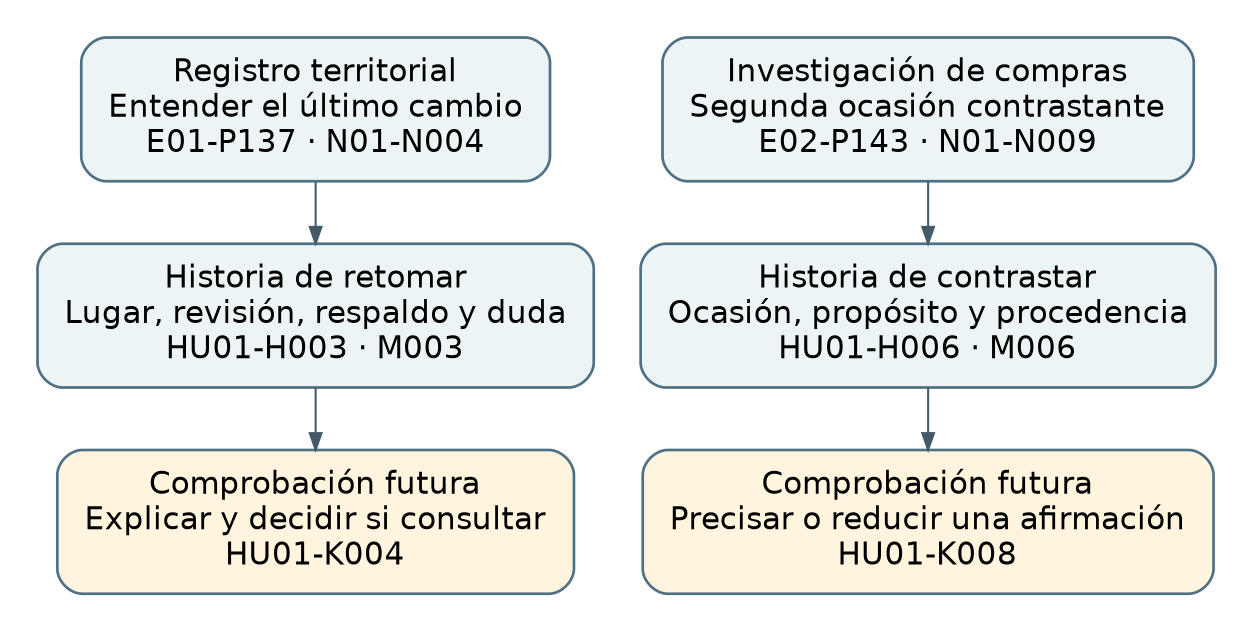 Registro territorial
Entender el último cambio
E01-P137 · N01-N004
Investigación de compras
Segunda ocasión contrastante
E02-P143 · N01-N009
Historia de retomar
Lugar, revisión, respaldo y duda
HU01-H003 · M003
Historia de contrastar
Ocasión, propósito y procedencia
HU01-H006 · M006
Comprobación futura
Explicar y decidir si consultar
HU01-K004
Comprobación futura
Precisar o reducir una afirmación
HU01-K008